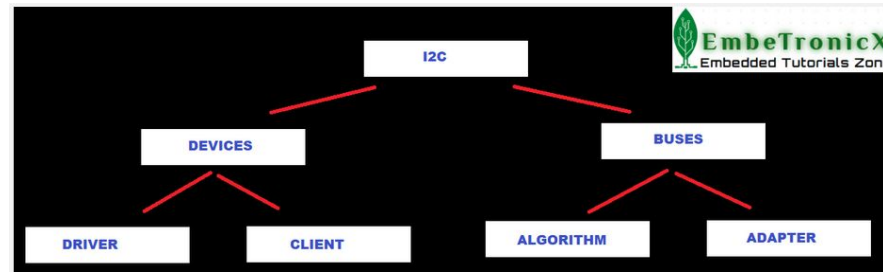 I2C
EmbeTronicX
Embedded Tutorials Zon
DEVICES
BUSES
DRIVER
CLIENT
ALGORITHM
ADAPTER